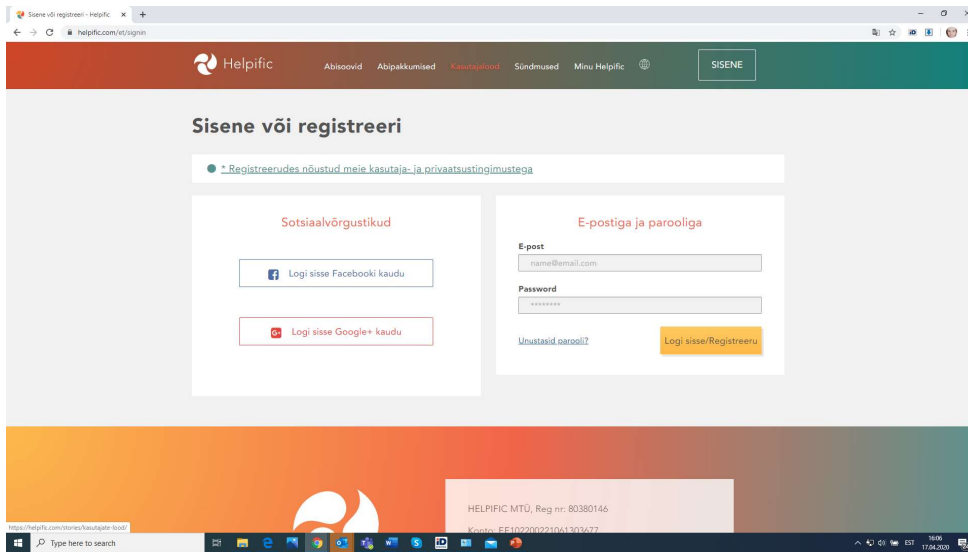 Sisene või registreeri - Helpific
helpific.com/et/signin
Helpific
Abisoovid Abipakkumised Kasutajalood Sündmused Minu Helpific SISENE
Sisene või registreeri
* Registreerudes nõustud meie kasutaja- ja privaatsustingimustega
Sotsiaalvõrgustikud
Logi sisse Facebooki kaudu
G+ Logi sisse Google+ kaudu
E-postiga ja parooliga
E-post
name@email.com
Password
********
Unustasid parooli? Logi sisse/Registreeru
HELPIFIC MTÜ, Reg nr: 80380146
Konto: EE102200221061303677
https://helpific.com/stories/kasutajate-lood/
Type here to search
EST
16:06
17.04.2020